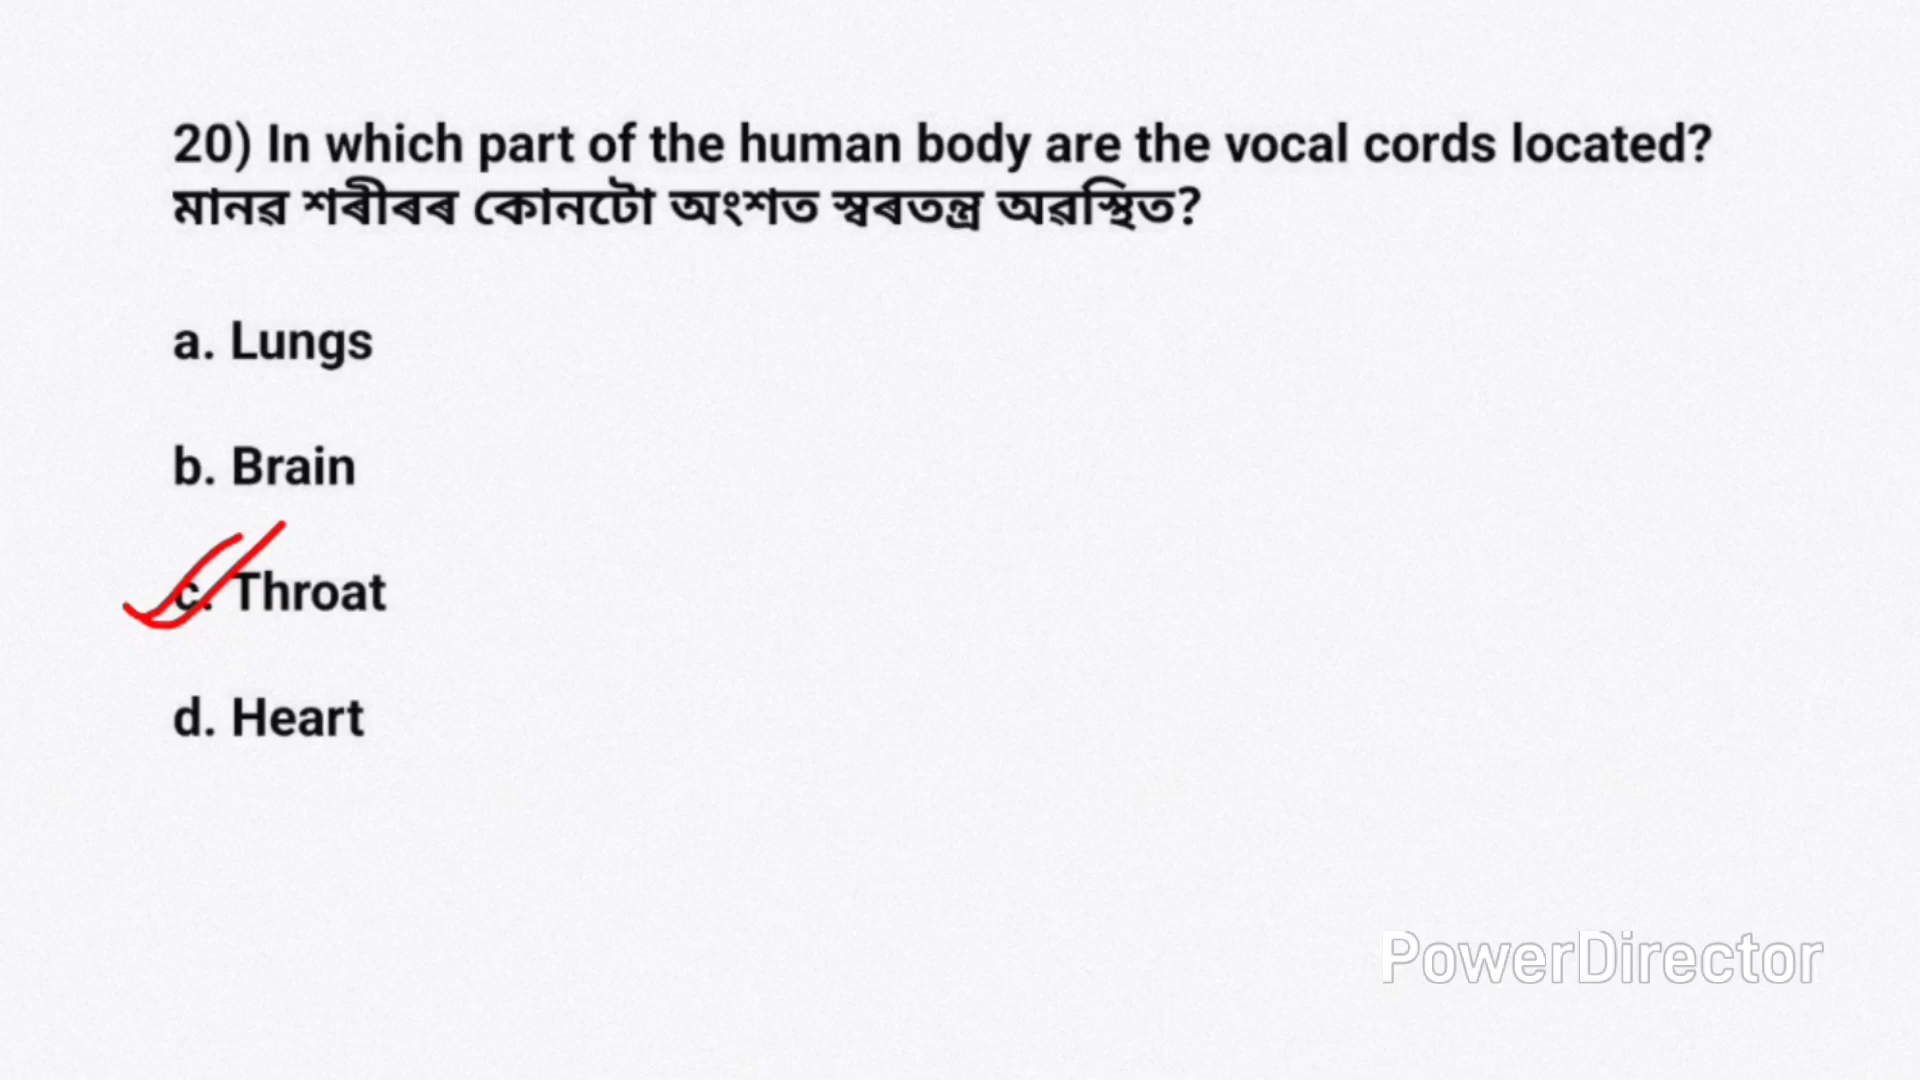 20) In which part of the human body are the vocal cords located?
মানৱ শৰীৰৰ কোনটো অংশত স্বৰতন্ত্ৰ অৱস্থিত?
a. Lungs
b. Brain
c. Throat
d. Heart
PowerDirector